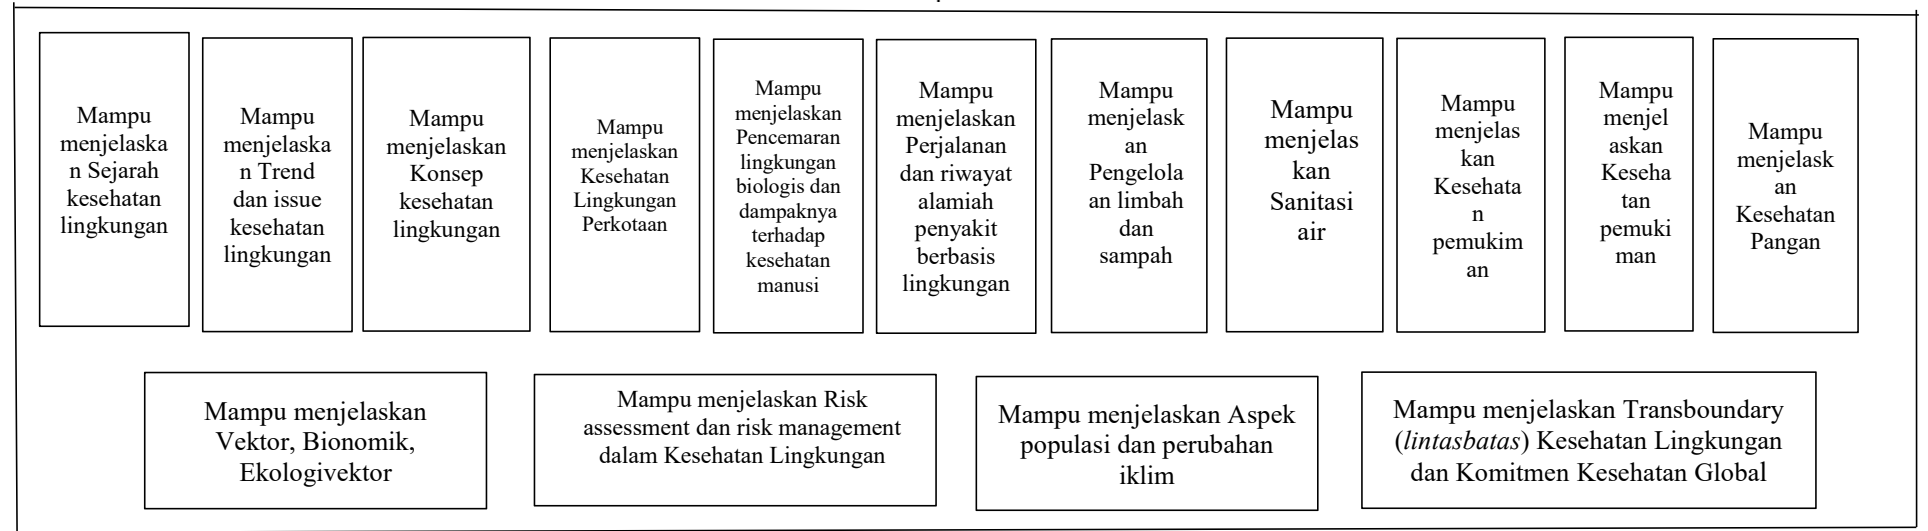 Mampu
menjelaska
n Sejarah
kesehatan
lingkungan
Mampu
menjelaska
n Trend
dan issue
kesehatan
lingkungan
Mampu
menjelaskan
Konsep
kesehatan
lingkungan
Mampu
menjelaskan
Kesehatan
Lingkungan
Perkotaan
Mampu
menjelaskan
Pencemaran
lingkungan
biologis dan
dampaknya
terhadap
kesehatan
manusi
Mampu
menjelaskan
Perjalanan
dan riwayat
alamiah
penyakit
berbasis
lingkungan
Mampu
menjelask
an
Pengelola
an limbah
dan
sampah
Mampu
menjelas
kan
Sanitasi
air
Mampu
menjelas
kan
Kesehata
n
pemukim
an
Mampu
menjel
askan
Keseha
tan
pemuki
man
Mampu
menjelask
an
Kesehatan
Pangan
Mampu menjelaskan
Vektor, Bionomik,
Ekologivektor
Mampu menjelaskan Risk
assessment dan risk management
dalam Kesehatan Lingkungan
Mampu menjelaskan Aspek
populasi dan perubahan
iklim
Mampu menjelaskan Transboundary
(lintasbatas) Kesehatan Lingkungan
dan Komitmen Kesehatan Global